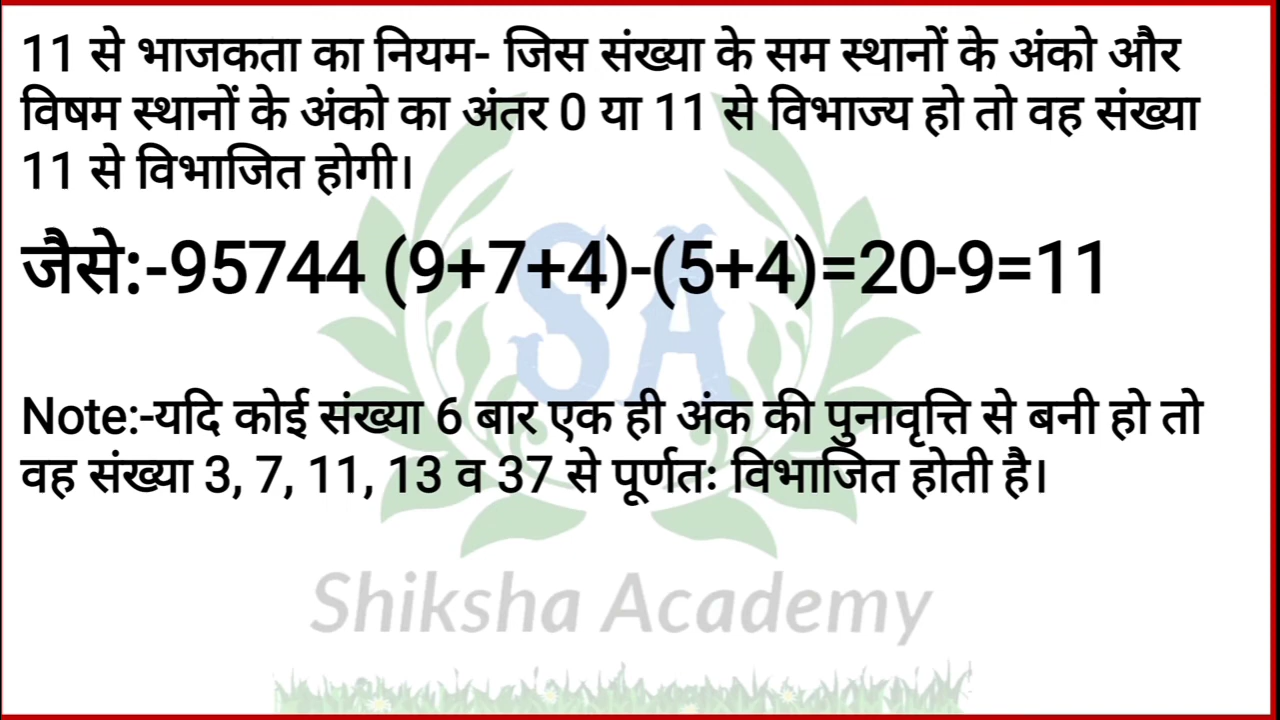 11 से भाजकता का नियम- जिस संख्या के सम स्थानों के अंको और
विषम स्थानों के अंको का अंतर 0 या 11 से विभाज्य हो तो वह संख्या
11 से विभाजित होगी।
जैसे:-95744 (9+7+4)-(5+4)=20-9=11
Note:-यदि कोई संख्या 6 बार एक ही अंक की पुनावृत्ति से बनी हो तो
वह संख्या 3, 7, 11, 13 व 37 से पूर्णतः विभाजित होती है।
SA
Shiksha Academy